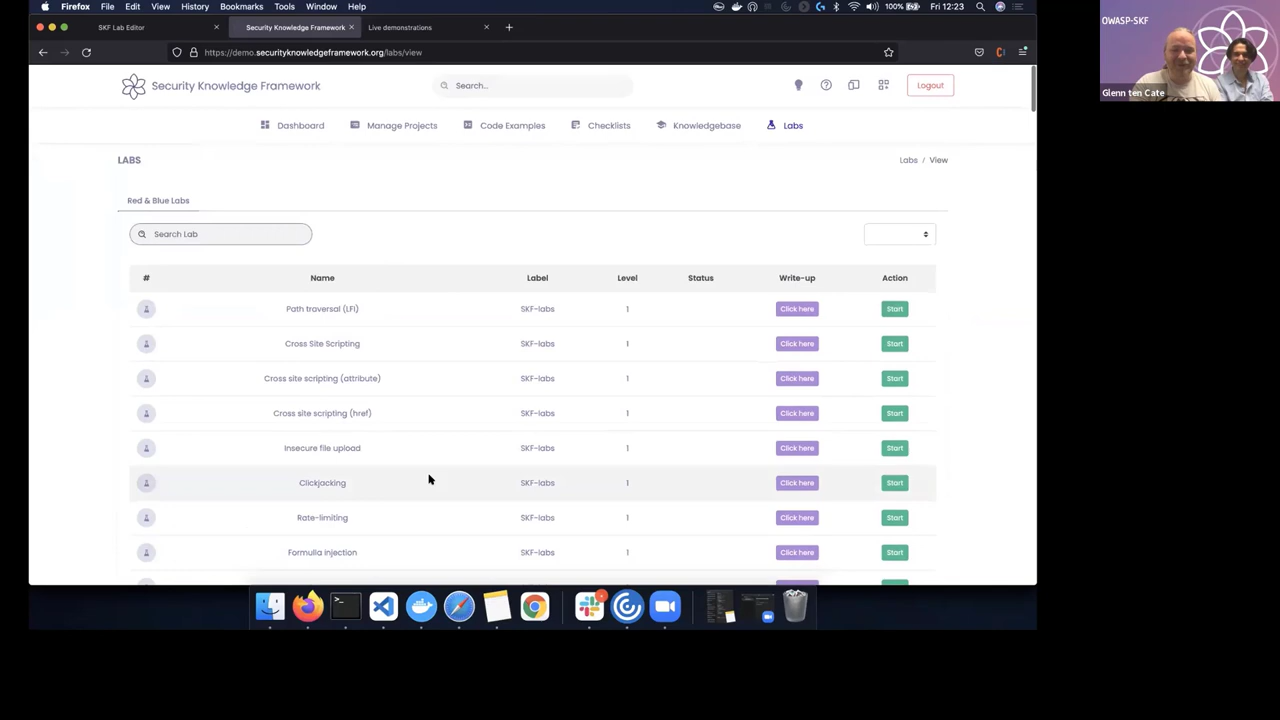 Firefox File Edit View History Bookmarks Tools Window Help 100% Fri 12:23
SKF Lab Editor Security Knowledge Framework Live demonstrations
https://demo.securityknowledgeframework.org/labs/view
OWASP-SKF
Glenn ten Cate
Security Knowledge Framework Search... Logout
Dashboard Manage Projects Code Examples Checklists Knowledgebase Labs
LABS Labs / View
Red & Blue Labs
Search Lab
# Name Label Level Status Write-up Action
Path traversal (LFI) SKF-labs 1 Click here Start
Cross Site Scripting SKF-labs 1 Click here Start
Cross site scripting (attribute) SKF-labs 1 Click here Start
Cross site scripting (href) SKF-labs 1 Click here Start
Insecure file upload SKF-labs 1 Click here Start
Clickjacking SKF-labs 1 Click here Start
Rate-limiting SKF-labs 1 Click here Start
Formulla injection SKF-labs 1 Click here Start